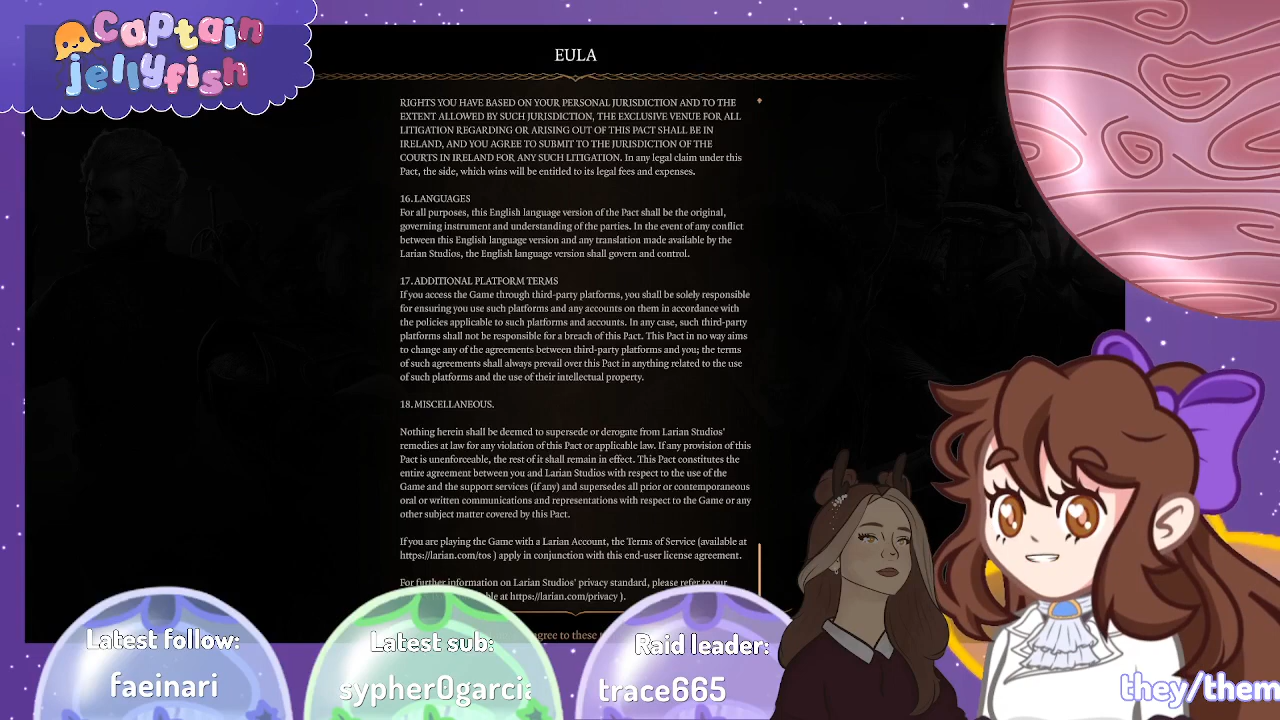 captain
jellyfish
EULA
RIGHTS YOU HAVE BASED ON YOUR PERSONAL JURISDICTION AND TO THE
EXTENT ALLOWED BY SUCH JURISDICTION, THE EXCLUSIVE VENUE FOR ALL
LITIGATION REGARDING OR ARISING OUT OF THIS PACT SHALL BE IN
IRELAND, AND YOU AGREE TO SUBMIT TO THE JURISDICTION OF THE
COURTS IN IRELAND FOR ANY SUCH LITIGATION. In any legal claim under this
Pact, the side, which wins will be entitled to its legal fees and expenses.
16. LANGUAGES
For all purposes, this English language version of the Pact shall be the original,
governing instrument and understanding of the parties. In the event of any conflict
between this English language version and any translation made available by the
Larian Studios, the English language version shall govern and control.
17. ADDITIONAL PLATFORM TERMS
If you access the Game through third-party platforms, you shall be solely responsible
for ensuring you use such platforms and any accounts on them in accordance with
the policies applicable to such platforms and accounts. In any case, such third-party
platforms shall not be responsible for a breach of this Pact. This Pact in no way aims
to change any of the agreements between third-party platforms and you; the terms
of such agreements shall always prevail over this Pact in anything related to the use
of such platforms and the use of their intellectual property.
18. MISCELLANEOUS.
Nothing herein shall be deemed to supersede or derogate from Larian Studios'
remedies at law for any violation of this Pact or applicable law. If any provision of this
Pact is unenforceable, the rest of it shall remain in effect. This Pact constitutes the
entire agreement between you and Larian Studios with respect to the use of the
Game and the support services (if any) and supersedes all prior or contemporaneous
oral or written communications and representations with respect to the Game or any
other subject matter covered by this Pact.
If you are playing the Game with a Larian Account, the Terms of Service (available at
https://larian.com/tos ) apply in conjunction with this end-user license agreement.
For further information on Larian Studios' privacy standard, please refer to our
at https://larian.com/privacy ).
agree to these
Latest follow:
faeinari
Latest sub:
sypher0garcia
Raid leader:
trace665
they/them